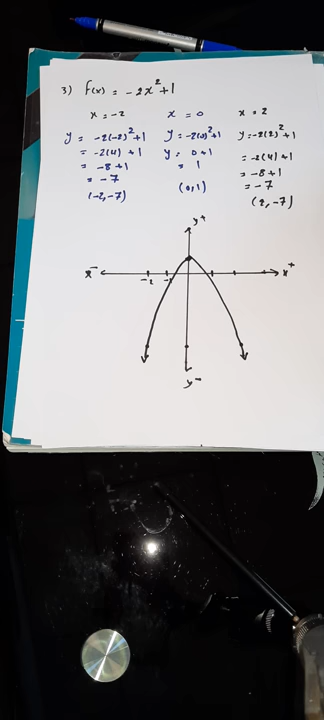 3) f(x) = -2x²+1
x = -2
y = -2(-2)²+1
= -2(4) + 1
= -8+1
= -7
(-2,-7)
x = 0
y = -2(0)²+1
y = 0+1
= 1
(0,1)
x = 2
y = -2(2)²+1
= -2(4)+1
= -8+1
= -7
(2,-7)
y+
x-
-2 -1
x+
y-